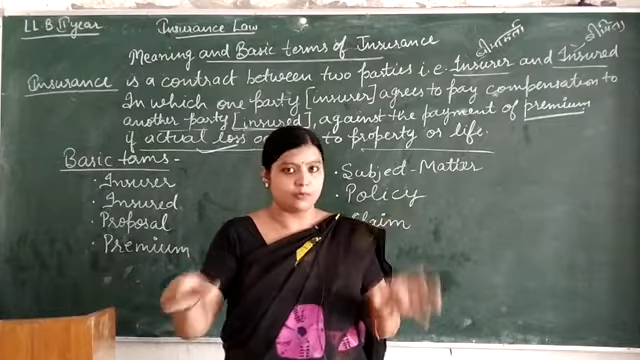 LL.B II year
Insurance Law
Meaning and Basic terms of Insurance
Insurance is a contract between two parties i.e. Insurer and Insured
In which one party [insurer] agrees to pay compensation to
another party [insured], against the payment of premium
if actual loss to property or life.
Basic terms -
· Insurer
· Insured
· Proposal
· Premium
· Subject-Matter
· Policy
Claim